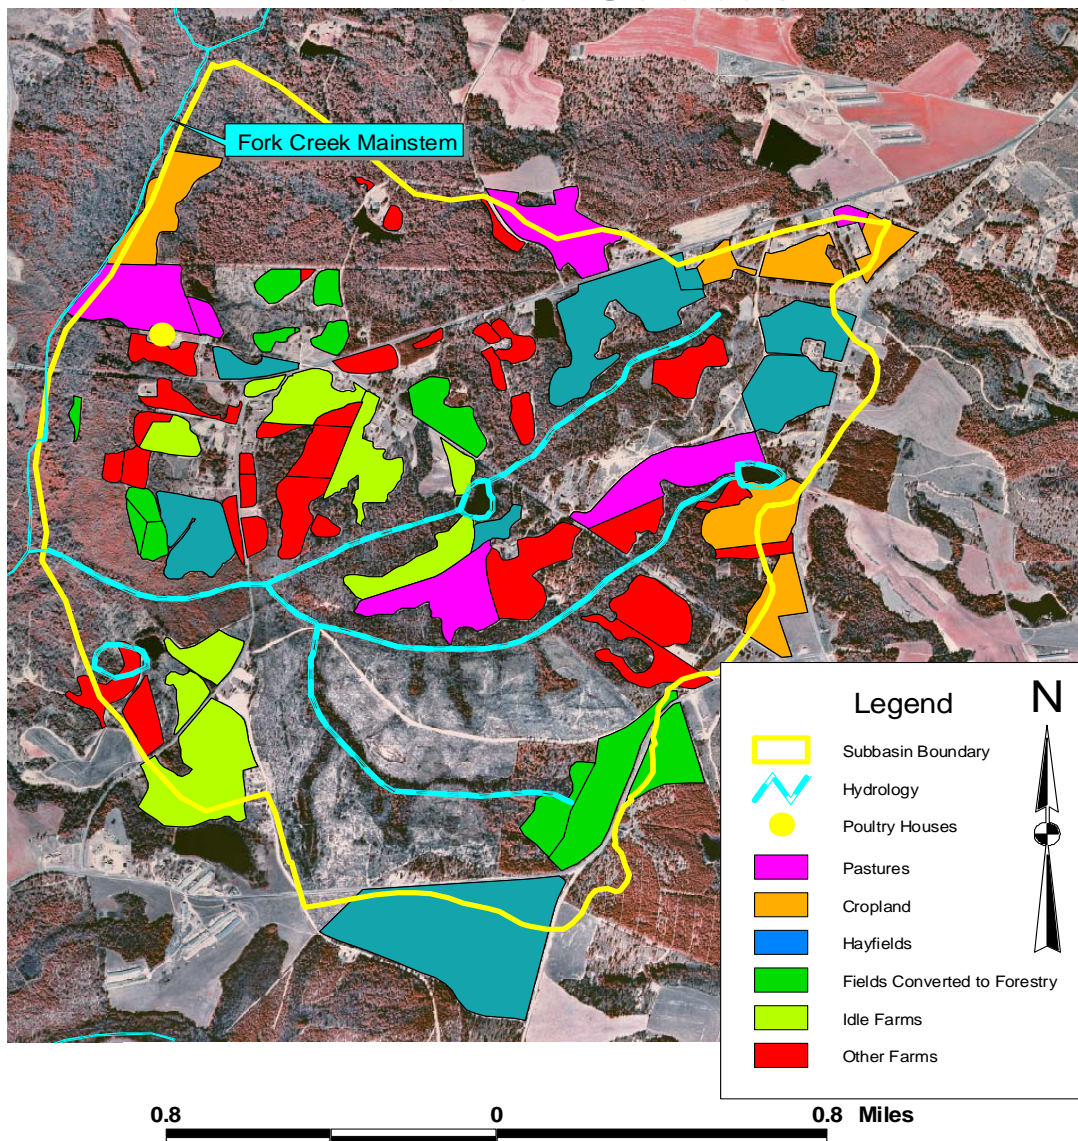 Fork Creek Mainstem
Legend
N
Subbasin Boundary
Hydrology
Poultry Houses
Pastures
Cropland
Hayfields
Fields Converted to Forestry
Idle Farms
Other Farms
0.8 0 0.8 Miles